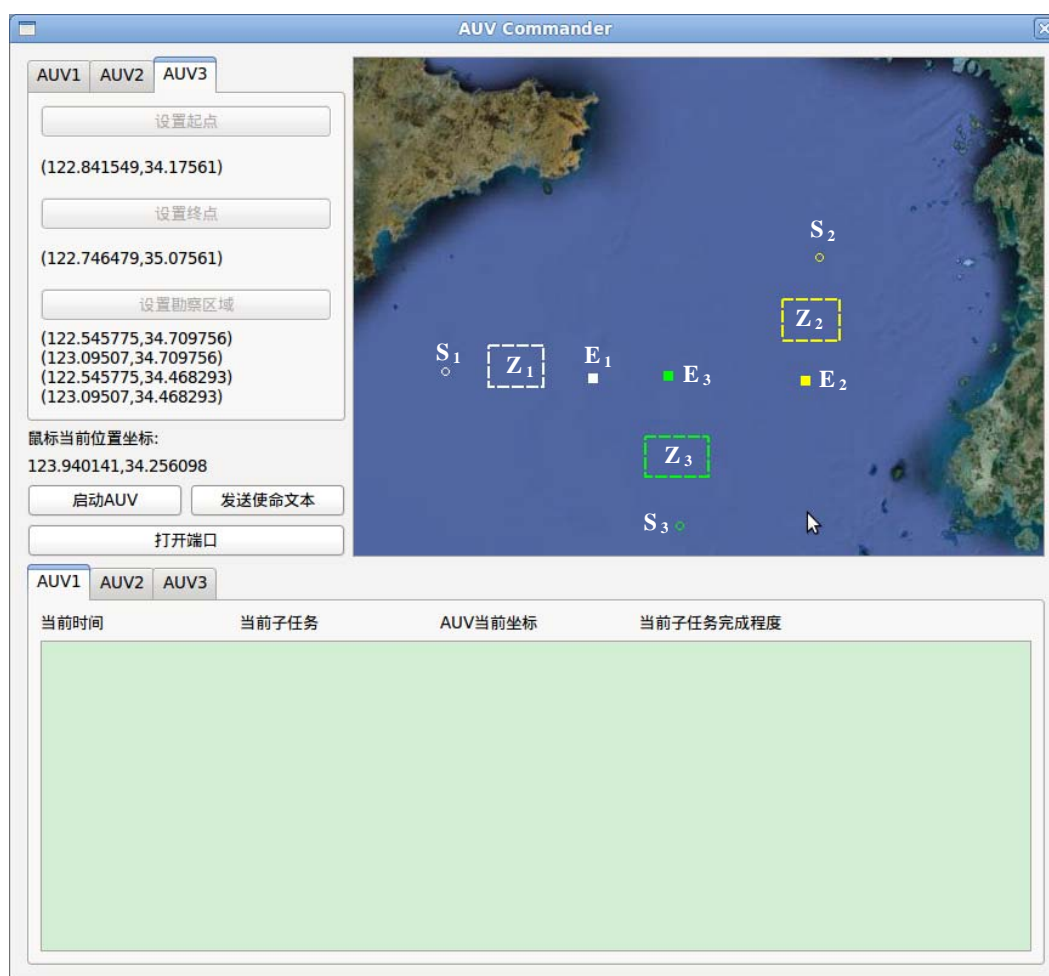 AUV Commander
AUV1 AUV2 AUV3
设置起点
(122.841549,34.17561)
设置终点
(122.746479,35.07561)
设置勘察区域
(122.545775,34.709756)
(123.09507,34.709756)
(122.545775,34.468293)
(123.09507,34.468293)
鼠标当前位置坐标:
123.940141,34.256098
启动AUV 发送使命文本
打开端口
S2
Z2
S1 Z1 E1 E3 E2
Z3
S3
AUV1 AUV2 AUV3
当前时间 当前子任务 AUV当前坐标 当前子任务完成程度